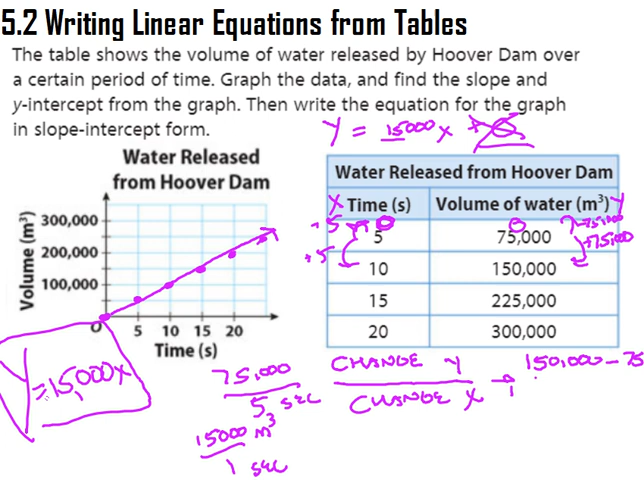 5.2 Writing Linear Equations from Tables
The table shows the volume of water released by Hoover Dam over
a certain period of time. Graph the data, and find the slope and
y-intercept from the graph. Then write the equation for the graph
in slope-intercept form.
y = 15000x +
Water Released
from Hoover Dam
Volume (m³)
300,000
200,000
100,000
O 5 10 15 20
Time (s)
Water Released from Hoover Dam
X Time (s) Volume of water (m³) Y
0 0
+5 +75,000
5 75,000
+5 +75,000
10 150,000
15 225,000
20 300,000
y=15,000x
75,000
5 sec
15000 m³
1 sec
CHANGE y
CHANGE x
150,000-75